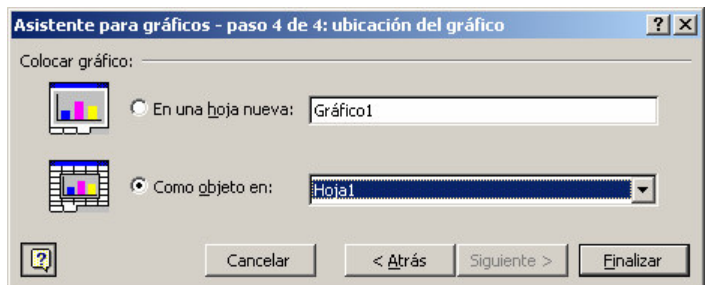 Asistente para gráficos - paso 4 de 4: ubicación del gráfico
Colocar gráfico:
En una hoja nueva: Gráfico1
Como objeto en: Hoja1
Cancelar < Atrás Siguiente > Finalizar